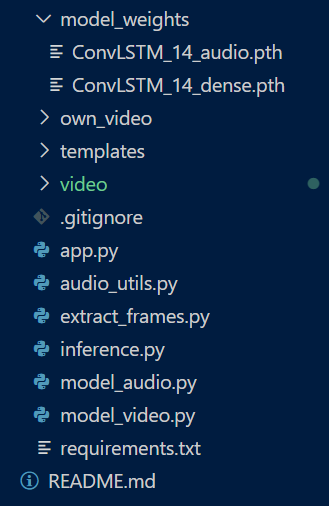 model_weights
ConvLSTM_14_audio.pth
ConvLSTM_14_dense.pth
own_video
templates
video
.gitignore
app.py
audio_utils.py
extract_frames.py
inference.py
model_audio.py
model_video.py
requirements.txt
README.md